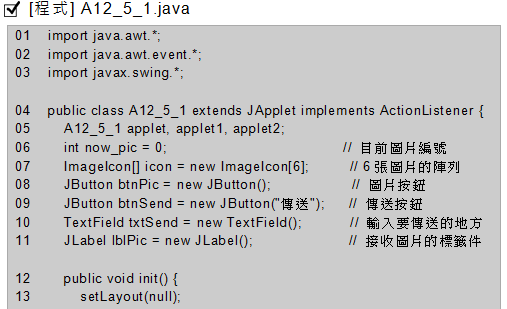 [程式] A12_5_1.java
01 import java.awt.*;
02 import java.awt.event.*;
03 import javax.swing.*;
04 public class A12_5_1 extends JApplet implements ActionListener {
05 A12_5_1 applet, applet1, applet2;
06 int now_pic = 0; // 目前圖片編號
07 ImageIcon[] icon = new ImageIcon[6]; // 6 張圖片的陣列
08 JButton btnPic = new JButton(); // 圖片按鈕
09 JButton btnSend = new JButton("傳送"); // 傳送按鈕
10 TextField txtSend = new TextField(); // 輸入要傳送的地方
11 JLabel lblPic = new JLabel(); // 接收圖片的標籤件
12 public void init() {
13 setLayout(null);